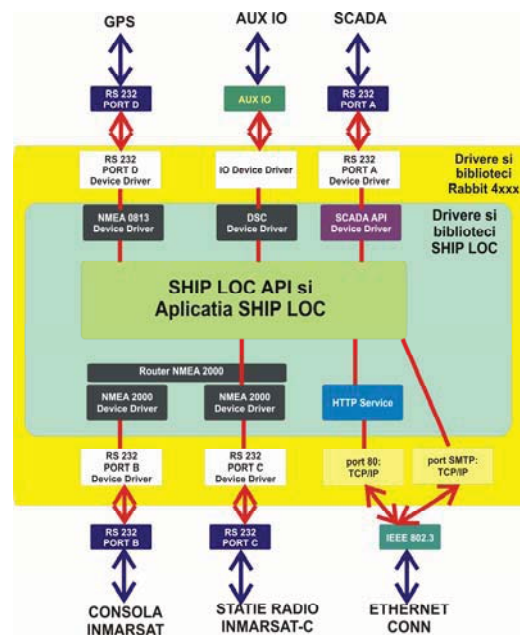 GPS
AUX IO
SCADA
RS 232
PORT D
AUX IO
RS 232
PORT A
RS 232
PORT D
Device Driver
IO Device Driver
RS 232
PORT A
Device Driver
Drivere si
biblioteci
Rabbit 4xxx
NMEA 0813
Device Driver
DSC
Device Driver
SCADA API
Device Driver
Drivere si
biblioteci
SHIP LOC
SHIP LOC API si
Aplicatia SHIP LOC
Router NMEA 2000
NMEA 2000
Device Driver
NMEA 2000
Device Driver
HTTP Service
RS 232
PORT B
Device Driver
RS 232
PORT C
Device Driver
port 80:
TCP/IP
port SMTP:
TCP/IP
RS 232
PORT B
RS 232
PORT C
IEEE 802.3
CONSOLA
INMARSAT
STATIE RADIO
INMARSAT-C
ETHERNET
CONN